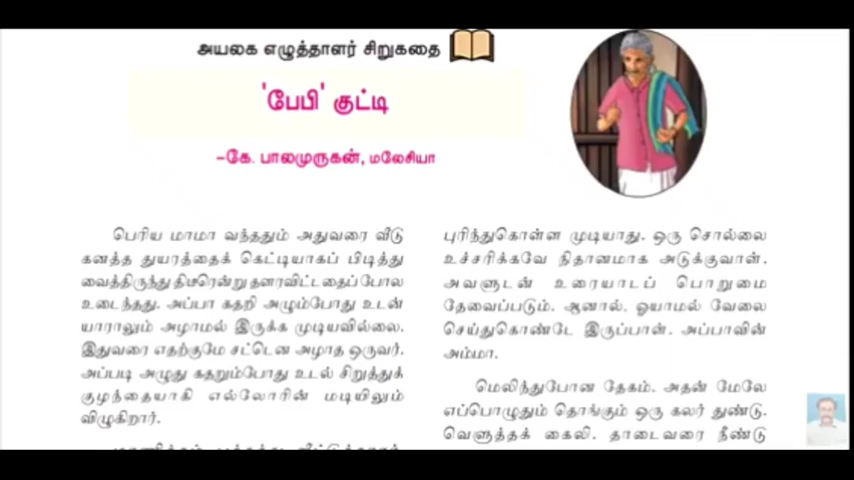 அயலக எழுத்தாளர் சிறுகதை
'பேபி' குட்டி
-கே. பாலமுருகன், மலேசியா
பெரிய மாமா வந்ததும் அதுவரை வீடு
கனத்த துயரத்தைக் கெட்டியாகப் பிடித்து
வைத்திருந்து திடீரென்று தளரவிட்டதைப்போல
உடைந்தது. அப்பா கதறி அழும்போது உடன்
யாராலும் அழாமல் இருக்க முடியவில்லை.
இதுவரை எதற்குமே சட்டென அழாத ஒருவர்.
அப்படி அழுது கதறும்போது உடல் சிறுத்துக்
குழந்தையாகி எல்லோரின் மடியிலும்
விழுகிறார்.
புரிந்துகொள்ள முடியாது. ஒரு சொல்லை
உச்சரிக்கவே நிதானமாக அடுக்குவாள்.
அவளுடன் உரையாடப் பொறுமை
தேவைப்படும். ஆனால், ஓயாமல் வேலை
செய்துகொண்டே இருப்பாள். அப்பாவின்
அம்மா.
மெலிந்துபோன தேகம். அதன் மேலே
எப்பொழுதும் தொங்கும் ஒரு கலர் துண்டு.
வெளுத்தக் கைலி. தாடைவரை நீண்டு